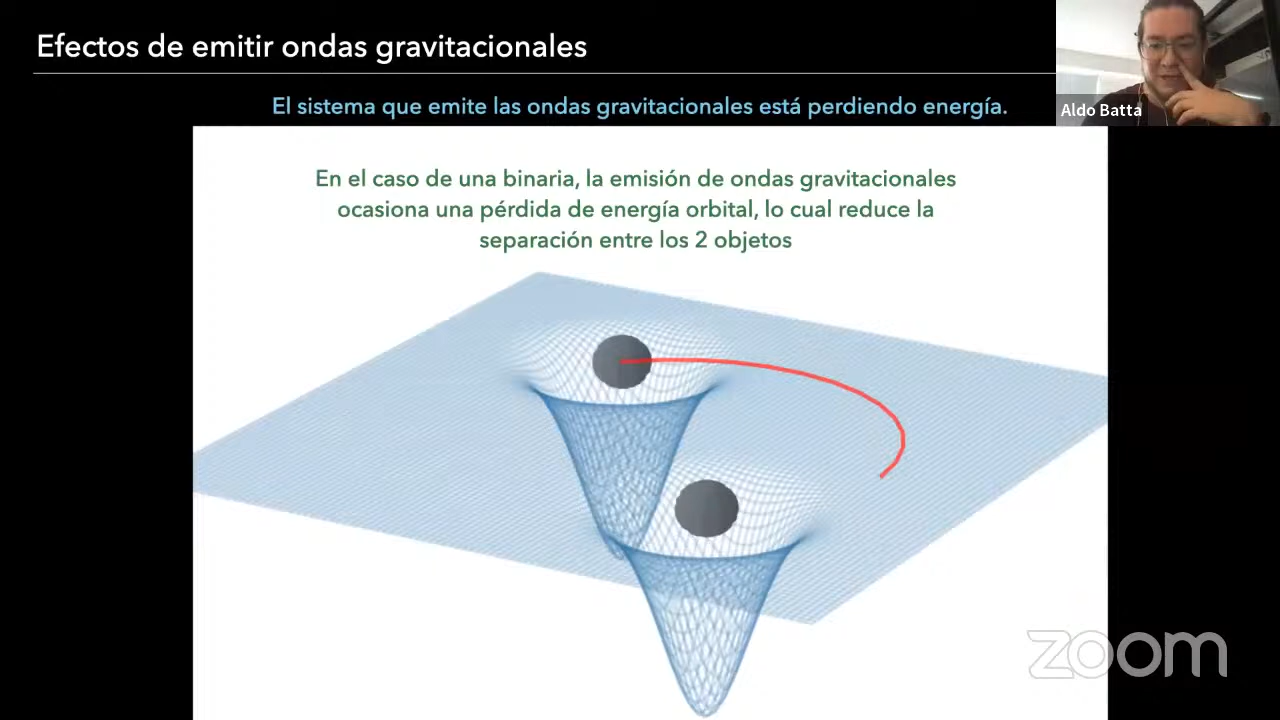 Efectos de emitir ondas gravitacionales
El sistema que emite las ondas gravitacionales está perdiendo energía.
Aldo Batta
En el caso de una binaria, la emisión de ondas gravitacionales
ocasiona una pérdida de energía orbital, lo cual reduce la
separación entre los 2 objetos
zoom